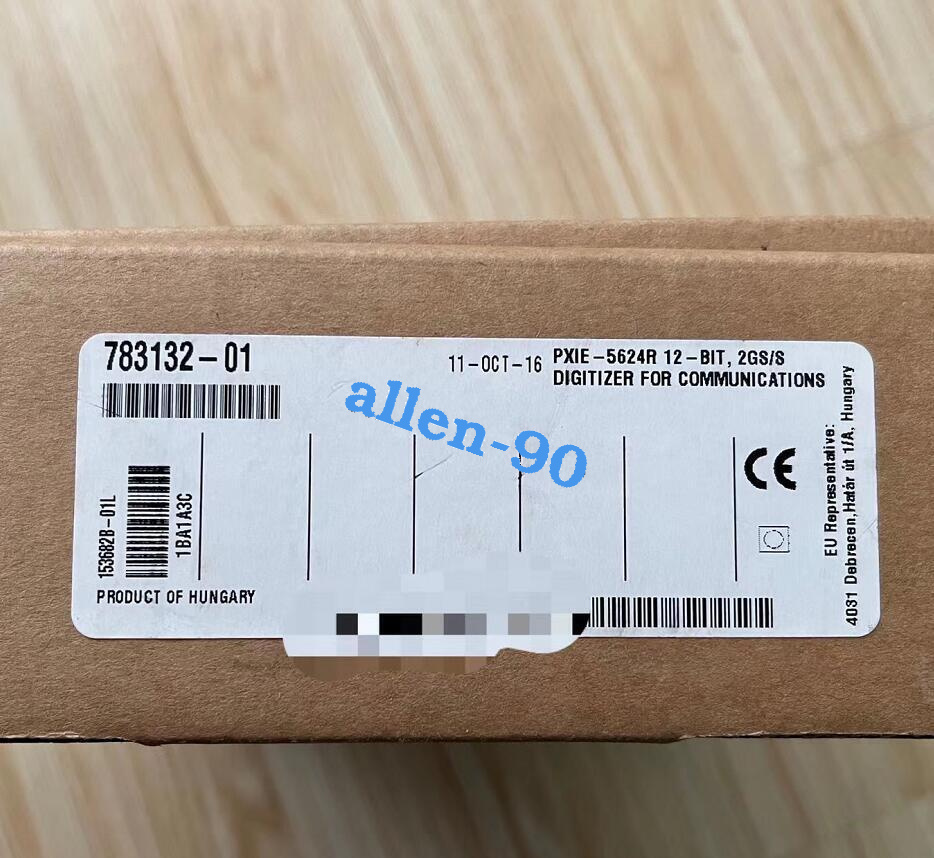 783132-01
11-OCT-16
PXIE-5624R 12-BIT, 2GS/S
DIGITIZER FOR COMMUNICATIONS
allen-90
CE
153682B-01L
1BA1A3C
PRODUCT OF HUNGARY
EU Representative:
4031 Debrecen,Határ út 1/A, Hungary